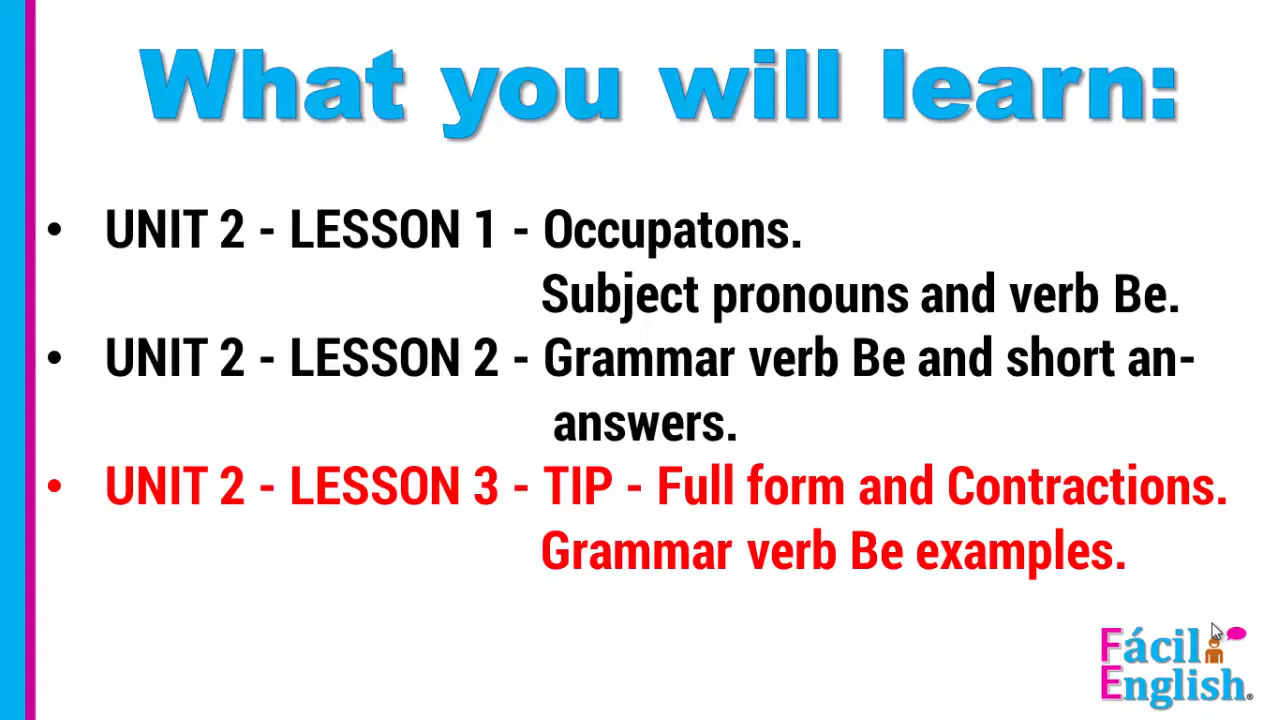 What you will learn:
• UNIT 2 - LESSON 1 - Occupatons.
Subject pronouns and verb Be.
• UNIT 2 - LESSON 2 - Grammar verb Be and short an-
answers.
• UNIT 2 - LESSON 3 - TIP - Full form and Contractions.
Grammar verb Be examples.
Fácil
English®